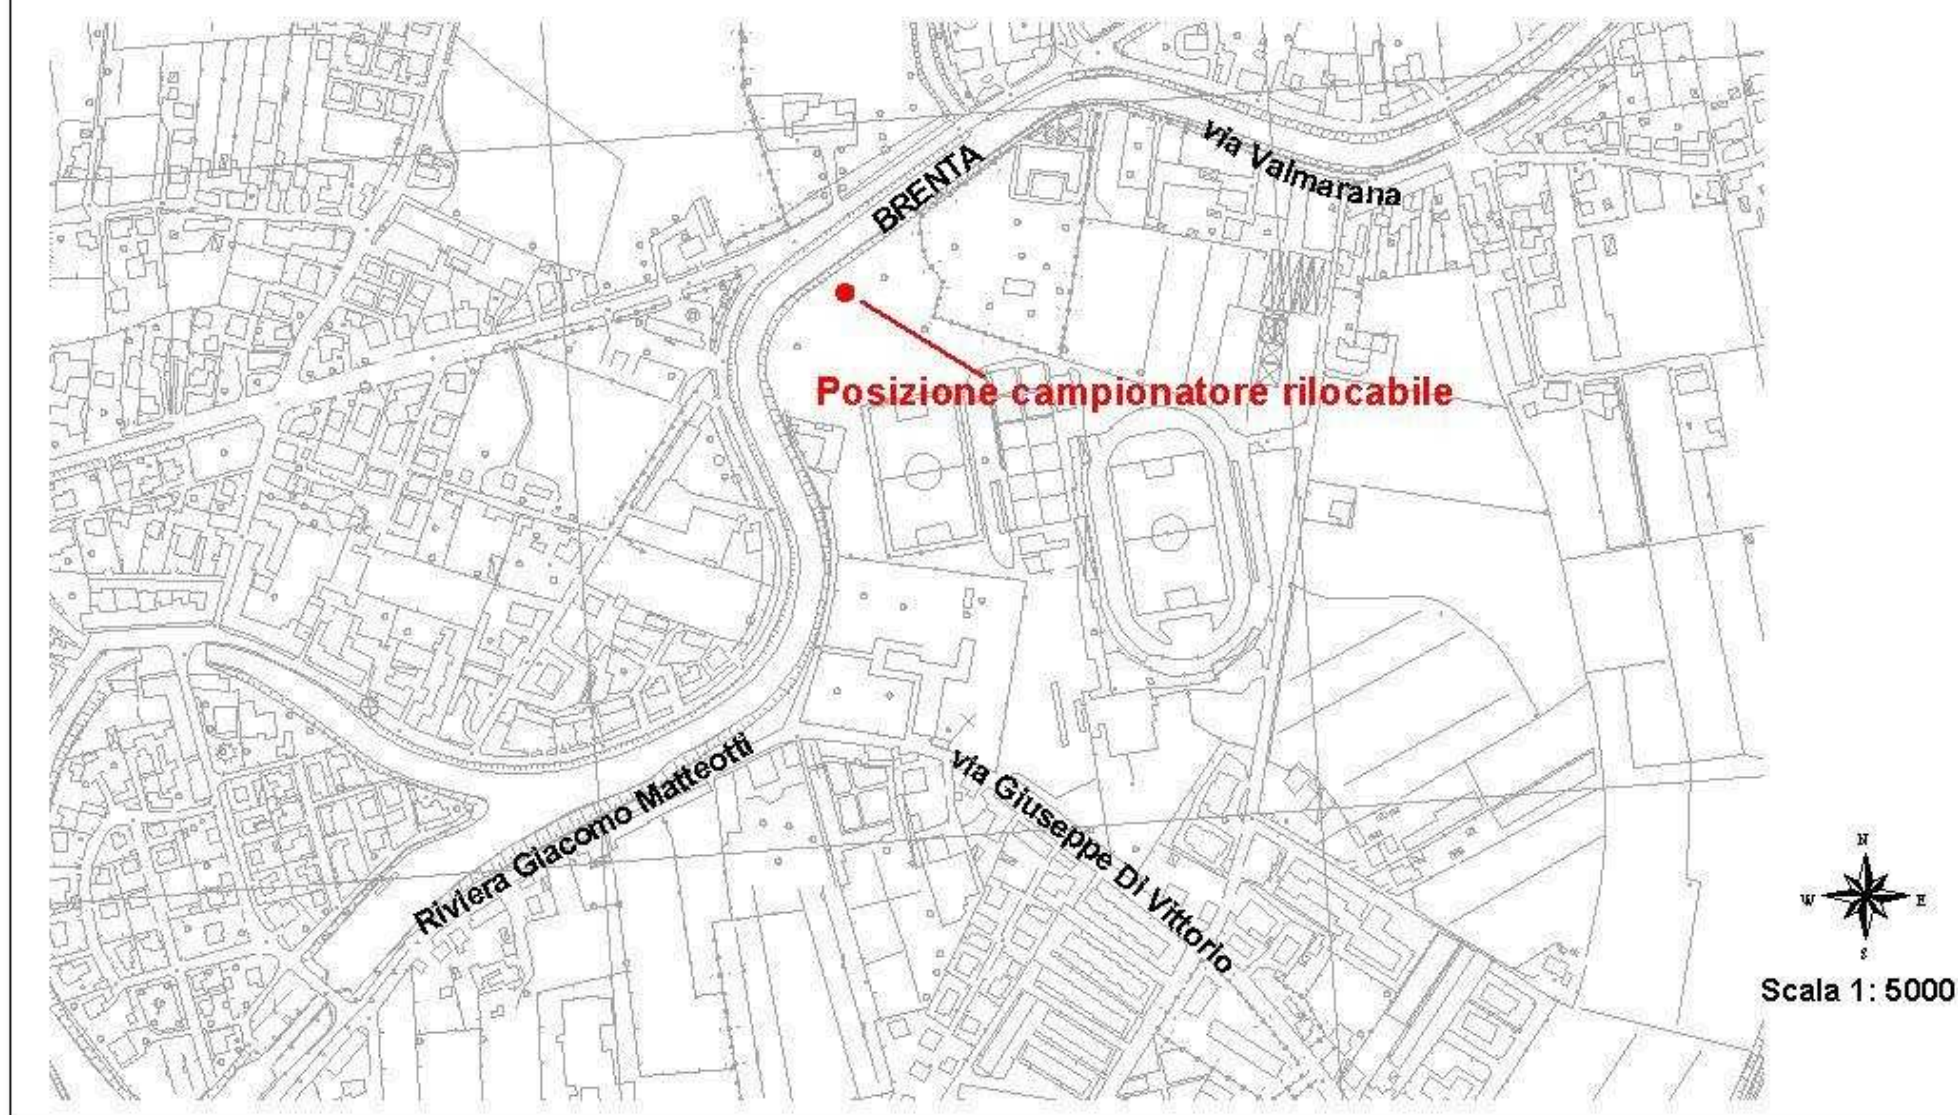 via Valmarana
BRENTA
Posizione campionatore rilocabile
Riviera Giacomo Matteotti
via Giuseppe Di Vittorio
N
W E
S
Scala 1: 5000